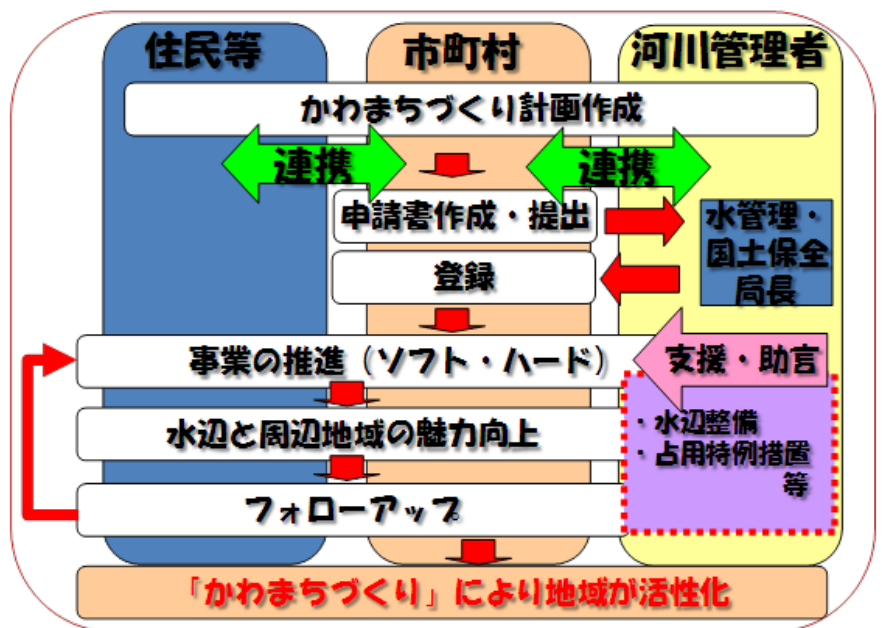 住民等
市町村
河川管理者
かわまちづくり計画作成
連携
連携
申請書作成・提出
水管理・
国土保全
局長
登録
事業の推進（ソフト・ハード）
支援・助言
・水辺整備
・占用特例措置
等
水辺と周辺地域の魅力向上
フォローアップ
「かわまちづくり」により地域が活性化